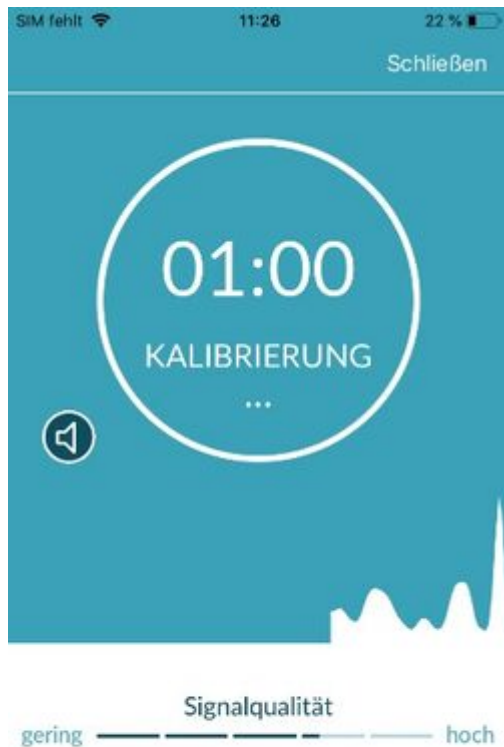 SIM fehlt 11:26 22 %
Schließen
01:00
KALIBRIERUNG
...
Signalqualität
gering hoch